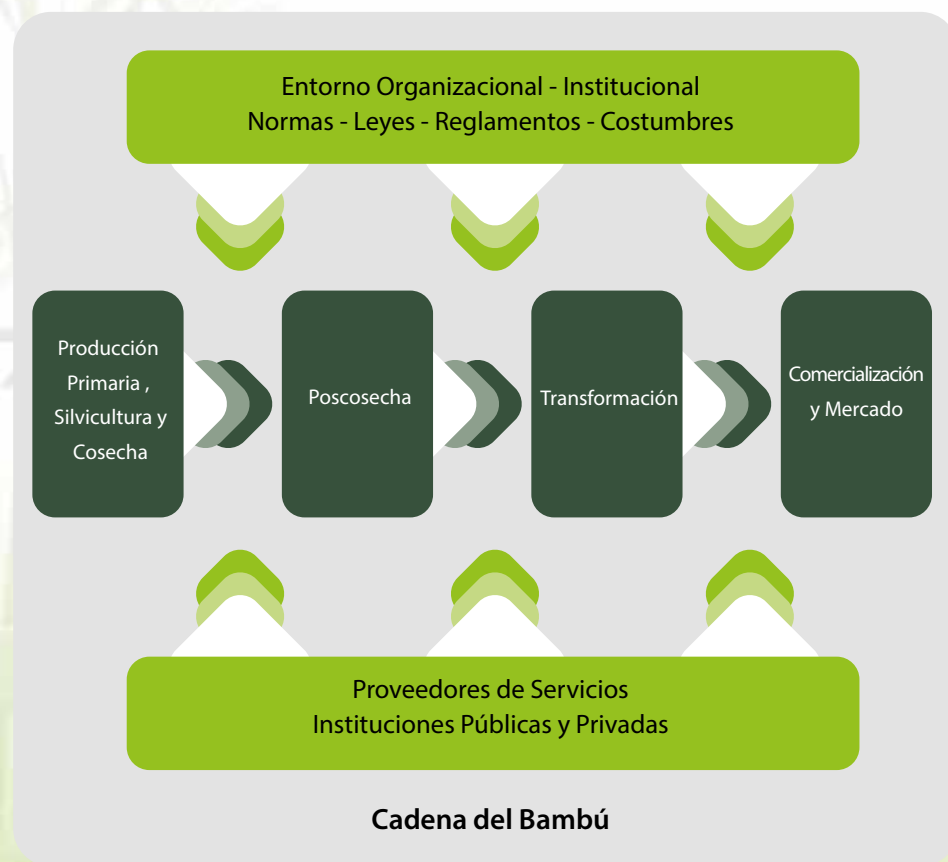 Entorno Organizacional - Institucional
Normas - Leyes - Reglamentos - Costumbres
Producción
Primaria ,
Silvicultura y
Cosecha
Poscosecha
Transformación
Comercialización
y Mercado
Proveedores de Servicios
Instituciones Públicas y Privadas
Cadena del Bambú